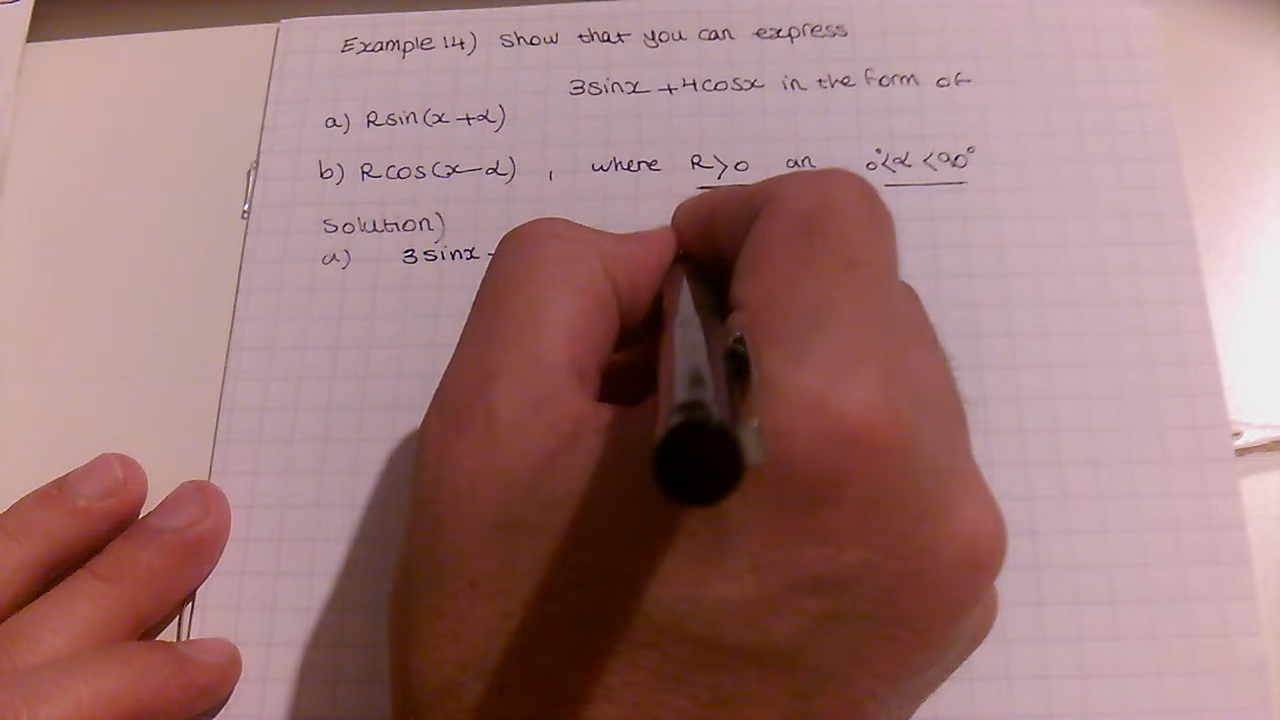 Example 14) Show that you can express
3sinx + 4cosx in the form of
a) Rsin(x+α)
b) Rcos(x-α) , where R>0 an 0°<α<90°
Solution)
a) 3sinx -